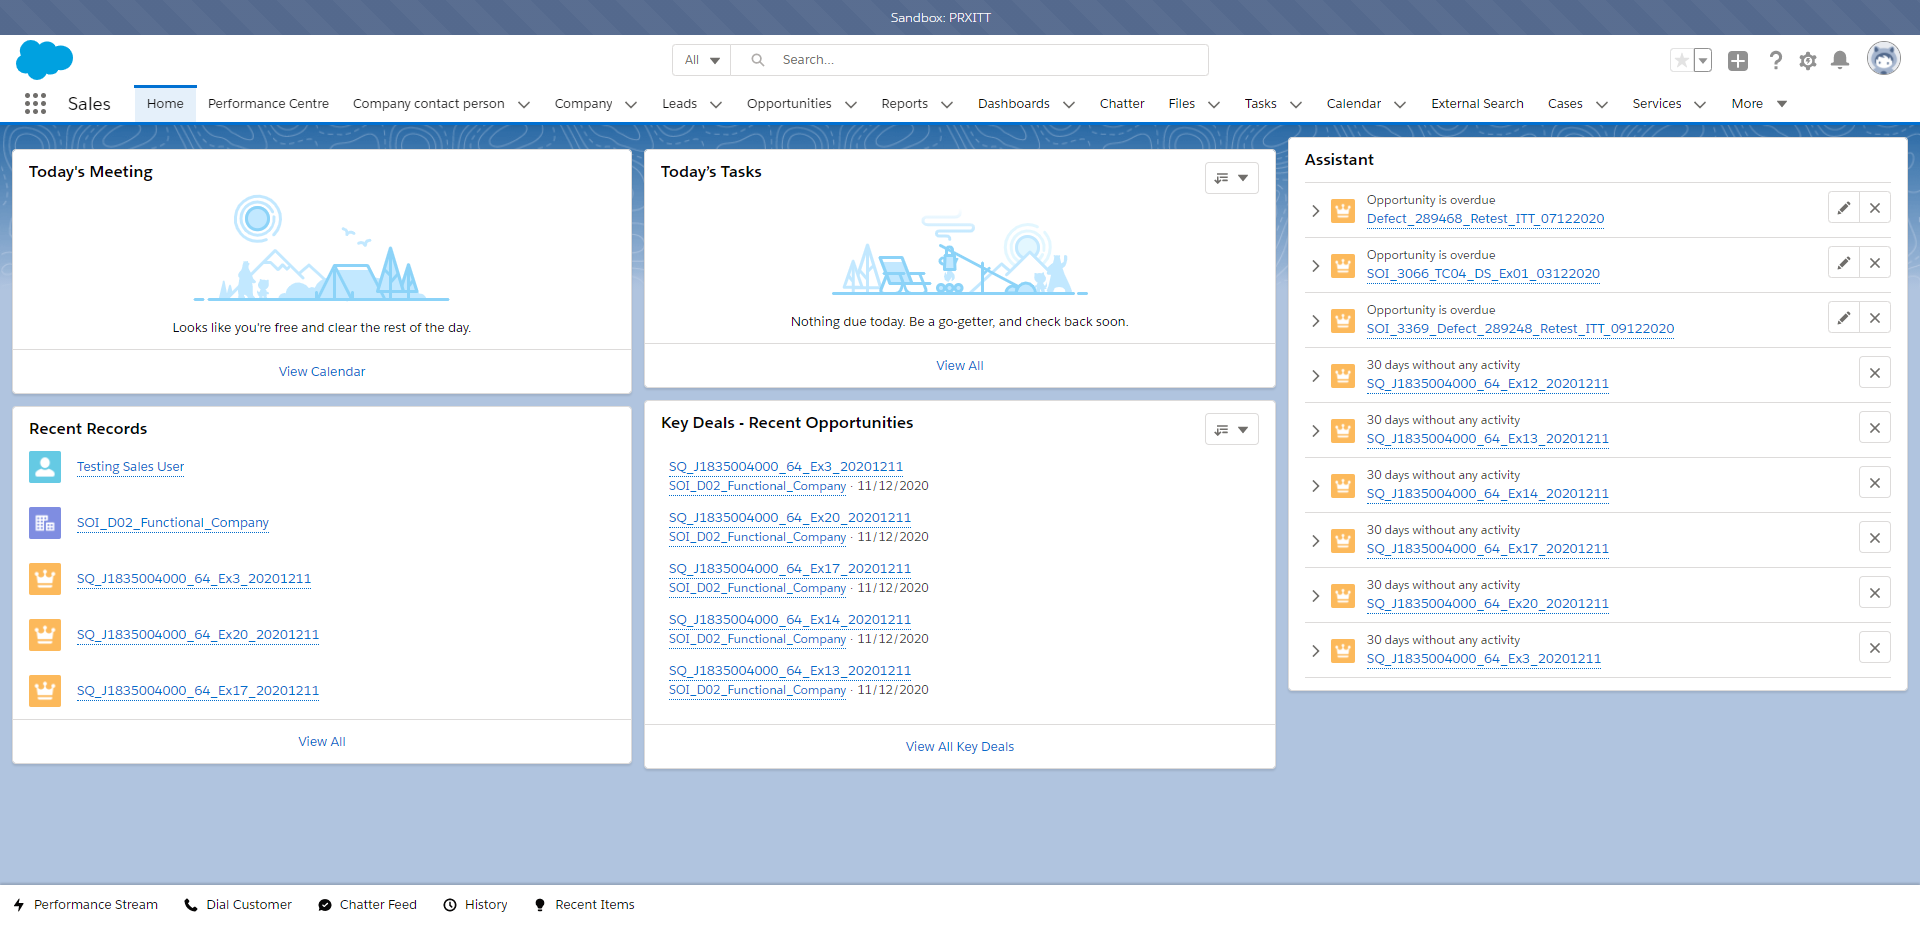 Sandbox: PRXITT
All
Search...
Sales
Home
Performance Centre
Company contact person
Company
Leads
Opportunities
Reports
Dashboards
Chatter
Files
Tasks
Calendar
External Search
Cases
Services
More
Today's Meeting
Looks like you're free and clear the rest of the day.
View Calendar
Recent Records
Testing Sales User
SOI_D02_Functional_Company
SQ_J1835004000_64_Ex3_20201211
SQ_J1835004000_64_Ex20_20201211
SQ_J1835004000_64_Ex17_20201211
View All
Today’s Tasks
Nothing due today. Be a go-getter, and check back soon.
View All
Key Deals - Recent Opportunities
SQ_J1835004000_64_Ex3_20201211
SOI_D02_Functional_Company · 11/12/2020
SQ_J1835004000_64_Ex20_20201211
SOI_D02_Functional_Company · 11/12/2020
SQ_J1835004000_64_Ex17_20201211
SOI_D02_Functional_Company · 11/12/2020
SQ_J1835004000_64_Ex14_20201211
SOI_D02_Functional_Company · 11/12/2020
SQ_J1835004000_64_Ex13_20201211
SOI_D02_Functional_Company · 11/12/2020
View All Key Deals
Assistant
Opportunity is overdue
Defect_289468_Retest_ITT_07122020
Opportunity is overdue
SOI_3066_TC04_DS_Ex01_03122020
Opportunity is overdue
SOI_3369_Defect_289248_Retest_ITT_09122020
30 days without any activity
SQ_J1835004000_64_Ex12_20201211
30 days without any activity
SQ_J1835004000_64_Ex13_20201211
30 days without any activity
SQ_J1835004000_64_Ex14_20201211
30 days without any activity
SQ_J1835004000_64_Ex17_20201211
30 days without any activity
SQ_J1835004000_64_Ex20_20201211
30 days without any activity
SQ_J1835004000_64_Ex3_20201211
Performance Stream
Dial Customer
Chatter Feed
History
Recent Items